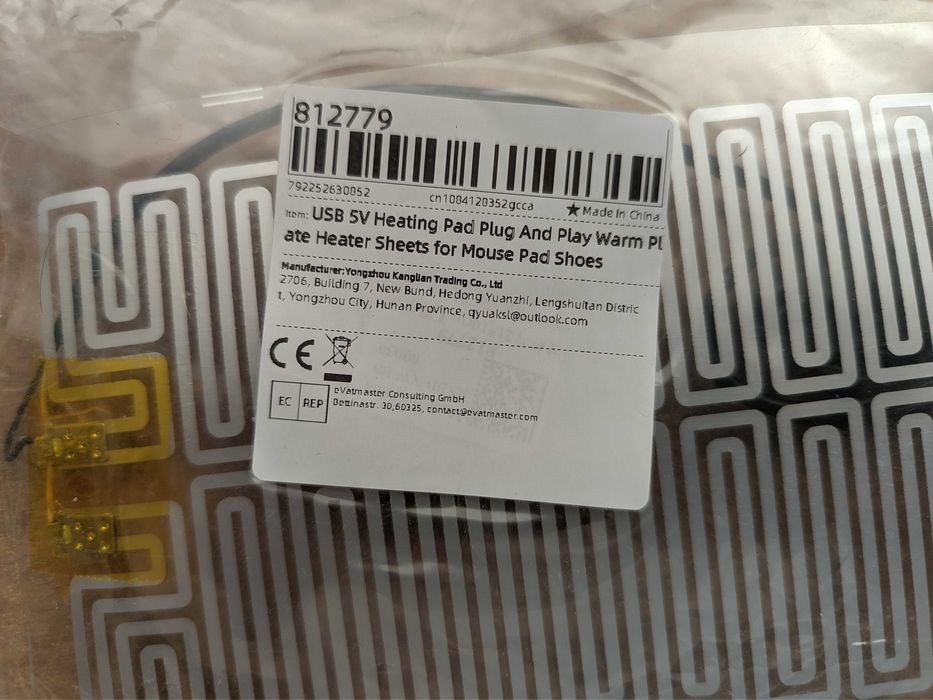 812779
792252630852
cn1084128352gcca
★Made In China
Item: USB 5V Heating Pad Plug And Play Warm Pl
ate Heater Sheets for Mouse Pad Shoes
Manufacturer:Yongzhou Kanglian Trading Co., Ltd
2706, Building 7, New Bund, Hedong Yuanzhi, Lengshuitan Distric
t, Yongzhou City, Hunan Province, qyuaksl@outlook.com
CE
EC REP
eVatmaster Consulting GmbH
Bettinastr. 30,60325, contact@evatmaster.com